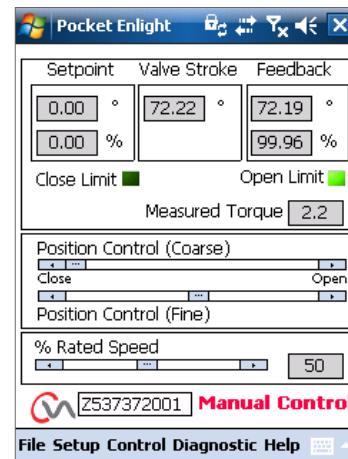 Pocket Enlight
Setpoint Valve Stroke Feedback
0.00 ° 72.22 ° 72.19 °
0.00 % 99.96 %
Close Limit Open Limit
Measured Torque 2.2
Position Control (Coarse)
Close Open
Position Control (Fine)
% Rated Speed
50
Z537372001 Manual Contro
File Setup Control Diagnostic Help